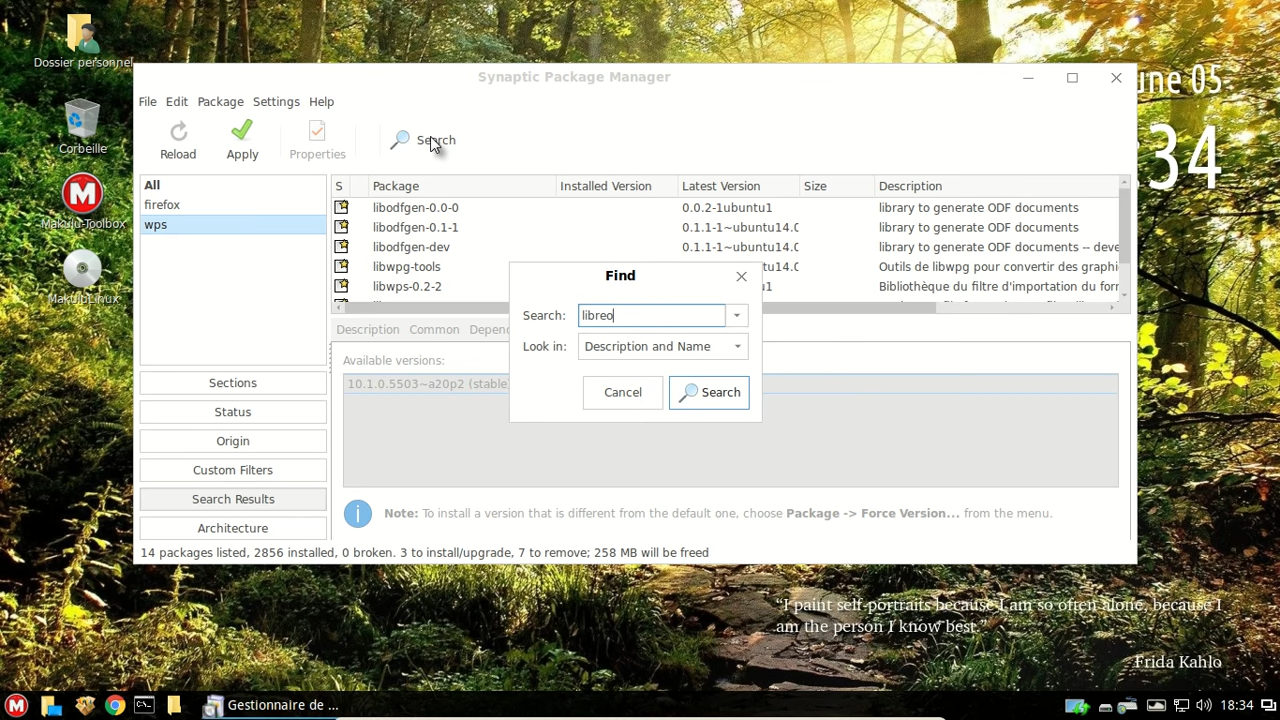 Dossier personnel
Corbeille
Makulu-Toolbox
MakuluLinux
Synaptic Package Manager
File Edit Package Settings Help
Reload Apply Properties Search
All
firefox
wps
S Package Installed Version Latest Version Size Description
libodfgen-0.0-0 0.0.2-1ubuntu1 library to generate ODF documents
libodfgen-0.1-1 0.1.1-1~ubuntu14.0 library to generate ODF documents
libodfgen-dev 0.1.1-1~ubuntu14.0 library to generate ODF documents -- deve
libwpg-tools tu14.0 Outils de libwpg pour convertir des graphi
libwps-0.2-2 u1 Bibliothèque du filtre d'importation du for
Find
Search: libreo
Look in: Description and Name
Cancel Search
Description Common Depend
Available versions:
10.1.0.5503~a20p2 (stable
Note: To install a version that is different from the default one, choose Package -> Force Version... from the menu.
Sections
Status
Origin
Custom Filters
Search Results
Architecture
14 packages listed, 2856 installed, 0 broken. 3 to install/upgrade, 7 to remove; 258 MB will be freed
une 05
34
“I paint self-portraits because I am so often alone, because I
am the person I know best.”
Frida Kahlo
Gestionnaire de ...
18:34